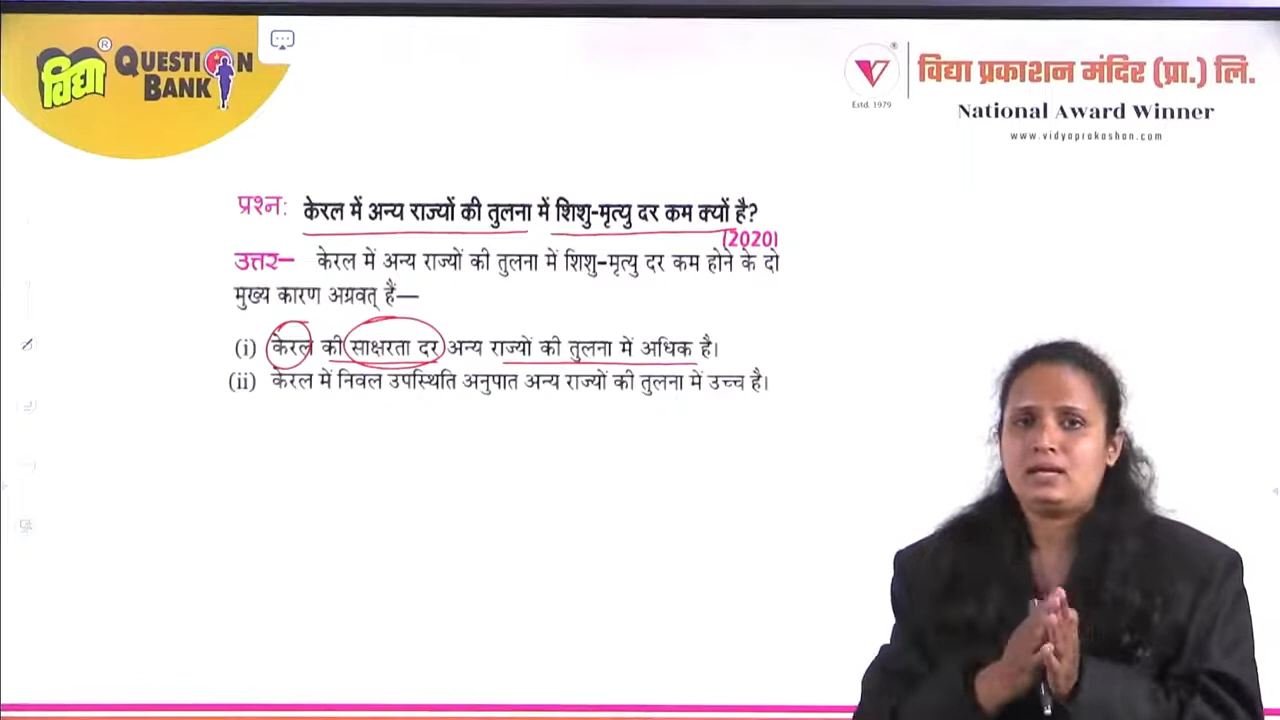 विद्या
®
QUESTION
BANK
®
Estd. 1979
विद्या प्रकाशन मंदिर (प्रा.) लि.
National Award Winner
www.vidyaprakashan.com
प्रश्न: केरल में अन्य राज्यों की तुलना में शिशु-मृत्यु दर कम क्यों है?
(2020)
उत्तर– केरल में अन्य राज्यों की तुलना में शिशु-मृत्यु दर कम होने के दो
मुख्य कारण अग्रवत् हैं—
(i) केरल की साक्षरता दर अन्य राज्यों की तुलना में अधिक है।
(ii) केरल में निवल उपस्थिति अनुपात अन्य राज्यों की तुलना में उच्च है।